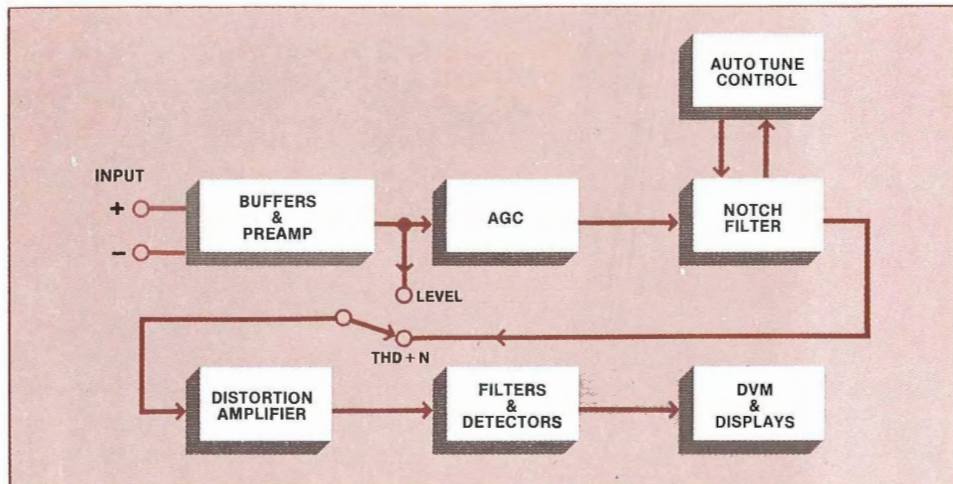 AUTO TUNE
CONTROL
INPUT
+
−
BUFFERS
&
PREAMP
AGC
NOTCH
FILTER
LEVEL
THD + N
DISTORTION
AMPLIFIER
FILTERS
&
DETECTORS
DVM
&
DISPLAYS